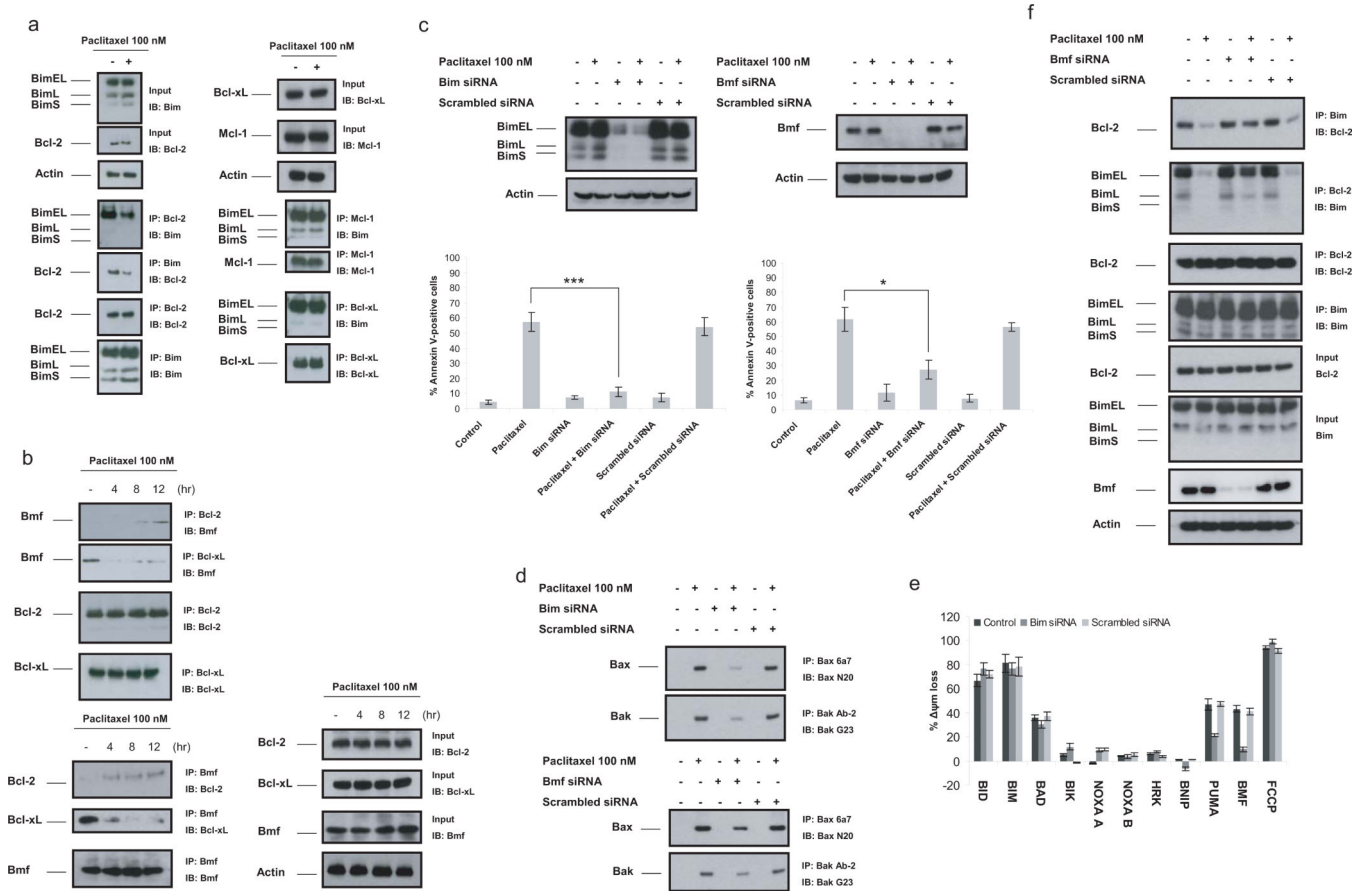 a
Paclitaxel 100 nM
- +
BimEL
BimL
BimS
Input
IB: Bim
Bcl-2
Input
IB: Bcl-2
Actin
BimEL
BimL
BimS
IP: Bcl-2
IB: Bim
Bcl-2
IP: Bim
IB: Bcl-2
Bcl-2
IP: Bcl-2
IB: Bcl-2
BimEL
BimL
BimS
IP: Bim
IB: Bim
Paclitaxel 100 nM
- +
Bcl-xL
Input
IB: Bcl-xL
Mcl-1
Input
IB: Mcl-1
Actin
BimEL
BimL
BimS
IP: Mcl-1
IB: Bim
Mcl-1
IP: Mcl-1
IB: Mcl-1
BimEL
BimL
BimS
IP: Bcl-xL
IB: Bim
Bcl-xL
IP: Bcl-xL
IB: Bcl-xL
b
Paclitaxel 100 nM
- 4 8 12 (hr)
Bmf
IP: Bcl-2
IB: Bmf
Bmf
IP: Bcl-xL
IB: Bmf
Bcl-2
IP: Bcl-2
IB: Bcl-2
Bcl-xL
IP: Bcl-xL
IB: Bcl-xL
Paclitaxel 100 nM
- 4 8 12 (hr)
Bcl-2
IP: Bmf
IB: Bcl-2
Bcl-xL
IP: Bmf
IB: Bcl-xL
Bmf
IP: Bmf
IB: Bmf
Paclitaxel 100 nM
- 4 8 12 (hr)
Bcl-2
Input
IB: Bcl-2
Bcl-xL
Input
IB: Bcl-xL
Bmf
Input
IB: Bmf
Actin
c
Paclitaxel 100 nM - + - + - +
Bim siRNA - - + + - -
Scrambled siRNA - - - - + +
BimEL
BimL
BimS
Actin
Paclitaxel 100 nM - + - + - +
Bmf siRNA - - + + - -
Scrambled siRNA - - - - + +
Bmf
Actin
% Annexin V-positive cells
100
90
80
70
60
50
40
30
20
10
0
***
Control
Paclitaxel
Bim siRNA
Paclitaxel + Bim siRNA
Scrambled siRNA
Paclitaxel + Scrambled siRNA
% Annexin V-positive cells
100
90
80
70
60
50
40
30
20
10
0
*
Control
Paclitaxel
Bmf siRNA
Paclitaxel + Bmf siRNA
Scrambled siRNA
Paclitaxel + Scrambled siRNA
d
Paclitaxel 100 nM - + - + - +
Bim siRNA - - + + - -
Scrambled siRNA - - - - + +
Bax
IP: Bax 6a7
IB: Bax N20
Bak
IP: Bak Ab-2
IB: Bak G23
Paclitaxel 100 nM - + - + - +
Bmf siRNA - - + + - -
Scrambled siRNA - - - - + +
Bax
IP: Bax 6a7
IB: Bax N20
Bak
IP: Bak Ab-2
IB: Bak G23
e
% Δψm loss
120
100
80
60
40
20
0
-20
Control Bim siRNA Scrambled siRNA
BID
BIM
BAD
BIK
NOXA A
NOXA B
HRK
BNIP
PUMA
BMF
FCCP
f
Paclitaxel 100 nM - + - + - +
Bmf siRNA - - + + - -
Scrambled siRNA - - - - + +
Bcl-2
IP: Bim
IB: Bcl-2
BimEL
BimL
BimS
IP: Bcl-2
IB: Bim
Bcl-2
IP: Bcl-2
IB: Bcl-2
BimEL
BimL
BimS
IP: Bim
IB: Bim
Bcl-2
Input
Bcl-2
BimEL
BimL
BimS
Input
Bim
Bmf
Actin